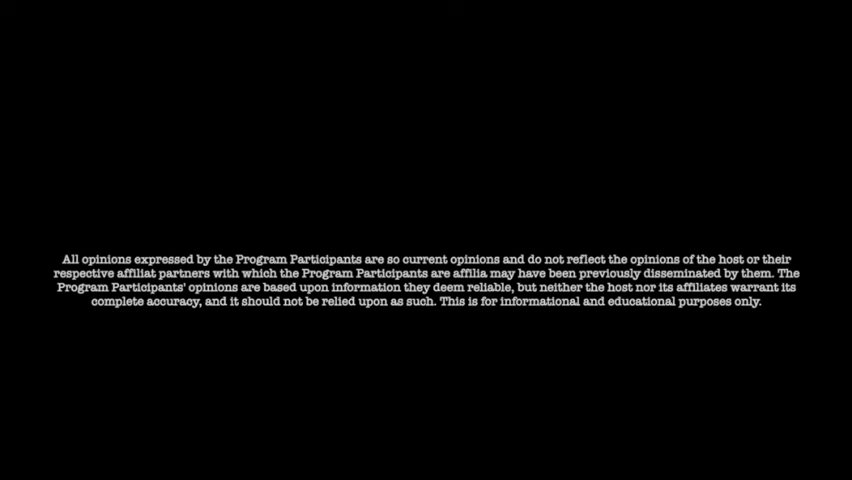 All opinions expressed by the Program Participants are so current opinions and do not reflect the opinions of the host or their
respective affiliat partners with which the Program Participants are affilia may have been previously disseminated by them. The
Program Participants' opinions are based upon information they deem reliable, but neither the host nor its affiliates warrant its
complete accuracy, and it should not be relied upon as such. This is for informational and educational purposes only.